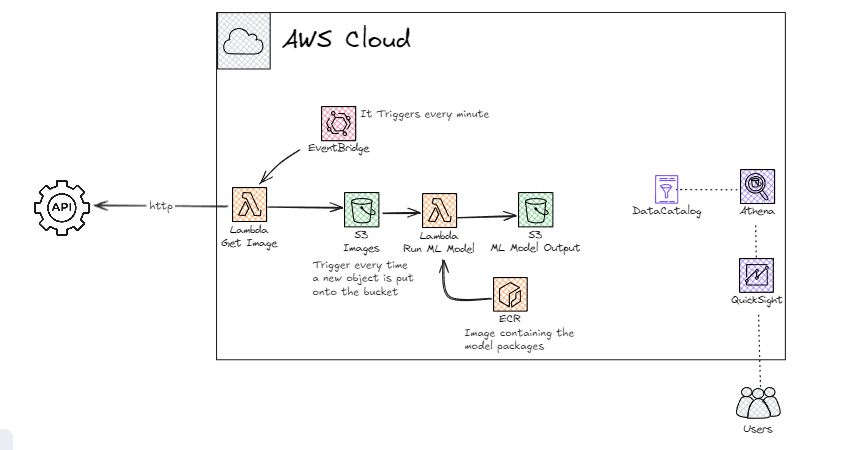 AWS Cloud
It Triggers every minute
EventBridge
API
http
Lambda
Get Image
S3
Images
Trigger every time
a new object is put
onto the bucket
Lambda
Run ML Model
S3
ML Model Output
ECR
Image containing the
model packages
DataCatalog
Athena
QuickSight
Users